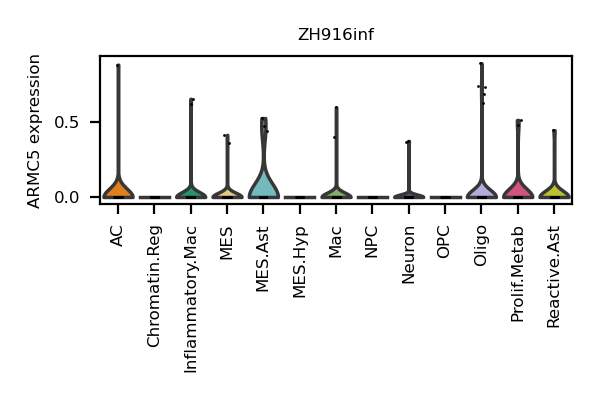 ZH916inf
ARMC5 expression
0.5
0.0
AC
Chromatin.Reg
Inflammatory.Mac
MES
MES.Ast
MES.Hyp
Mac
NPC
Neuron
OPC
Oligo
Prolif.Metab
Reactive.Ast